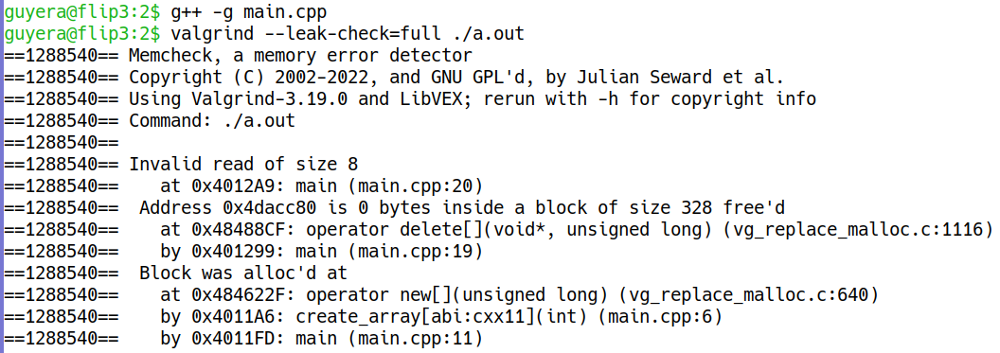 guyera@flip3:2$ g++ -g main.cpp
guyera@flip3:2$ valgrind --leak-check=full ./a.out
==1288540== Memcheck, a memory error detector
==1288540== Copyright (C) 2002-2022, and GNU GPL'd, by Julian Seward et al.
==1288540== Using Valgrind-3.19.0 and LibVEX; rerun with -h for copyright info
==1288540== Command: ./a.out
==1288540==
==1288540== Invalid read of size 8
==1288540==    at 0x4012A9: main (main.cpp:20)
==1288540==  Address 0x4dacc80 is 0 bytes inside a block of size 328 free'd
==1288540==    at 0x48488CF: operator delete[](void*, unsigned long) (vg_replace_malloc.c:1116)
==1288540==    by 0x401299: main (main.cpp:19)
==1288540==  Block was alloc'd at
==1288540==    at 0x484622F: operator new[](unsigned long) (vg_replace_malloc.c:640)
==1288540==    by 0x4011A6: create_array[abi:cxx11](int) (main.cpp:6)
==1288540==    by 0x4011FD: main (main.cpp:11)